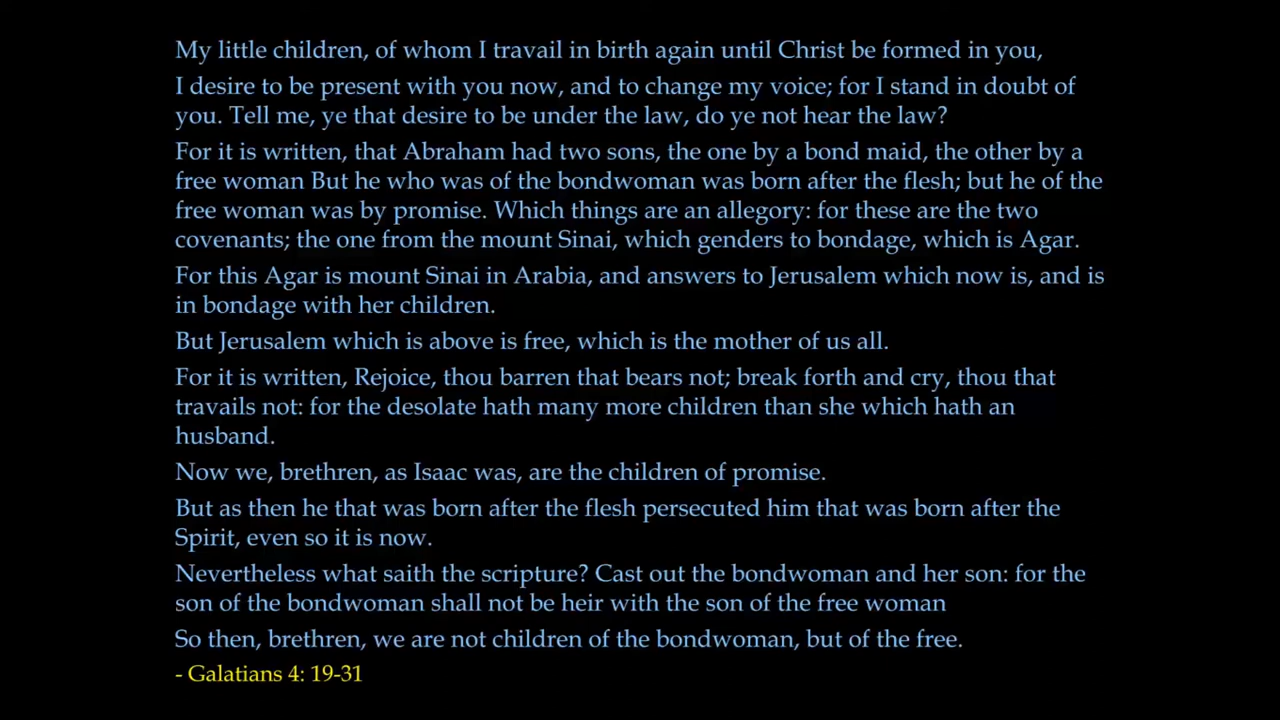 My little children, of whom I travail in birth again until Christ be formed in you,
I desire to be present with you now, and to change my voice; for I stand in doubt of
you. Tell me, ye that desire to be under the law, do ye not hear the law?
For it is written, that Abraham had two sons, the one by a bond maid, the other by a
free woman But he who was of the bondwoman was born after the flesh; but he of the
free woman was by promise. Which things are an allegory: for these are the two
covenants; the one from the mount Sinai, which genders to bondage, which is Agar.
For this Agar is mount Sinai in Arabia, and answers to Jerusalem which now is, and is
in bondage with her children.
But Jerusalem which is above is free, which is the mother of us all.
For it is written, Rejoice, thou barren that bears not; break forth and cry, thou that
travails not: for the desolate hath many more children than she which hath an
husband.
Now we, brethren, as Isaac was, are the children of promise.
But as then he that was born after the flesh persecuted him that was born after the
Spirit, even so it is now.
Nevertheless what saith the scripture? Cast out the bondwoman and her son: for the
son of the bondwoman shall not be heir with the son of the free woman
So then, brethren, we are not children of the bondwoman, but of the free.
- Galatians 4: 19-31